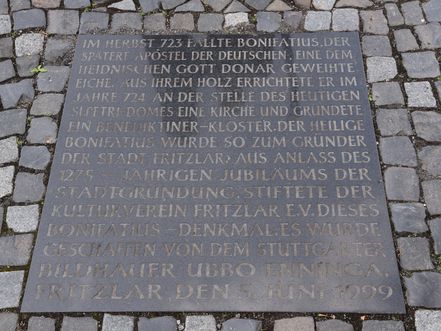 IM HERBST 723 FÄLLTE BONIFATIUS, DER
SPÄTERE APOSTEL DER DEUTSCHEN, EINE DEM
HEIDNISCHEN GOTT DONAR GEWEIHTE
EICHE. AUS IHREM HOLZ ERRICHTETE ER IM
JAHRE 724 AN DER STELLE DES HEUTIGEN
ST. PETRI-DOMES EINE KIRCHE UND GRÜNDETE
EIN BENEDIKTINER-KLOSTER. DER HEILIGE
BONIFATIUS WURDE SO ZUM GRÜNDER
DER STADT FRITZLAR. AUS ANLASS DES
1275-JÄHRIGEN JUBILÄUMS DER
STADTGRÜNDUNG, STIFTETE DER
KULTURVEREIN FRITZLAR E.V. DIESES
BONIFATIUS-DENKMAL. ES WURDE
GESCHAFFEN VON DEM STUTTGARTER
BILDHAUER UBBO ENNINGA.
FRITZLAR, DEN 5. JUNI 1999